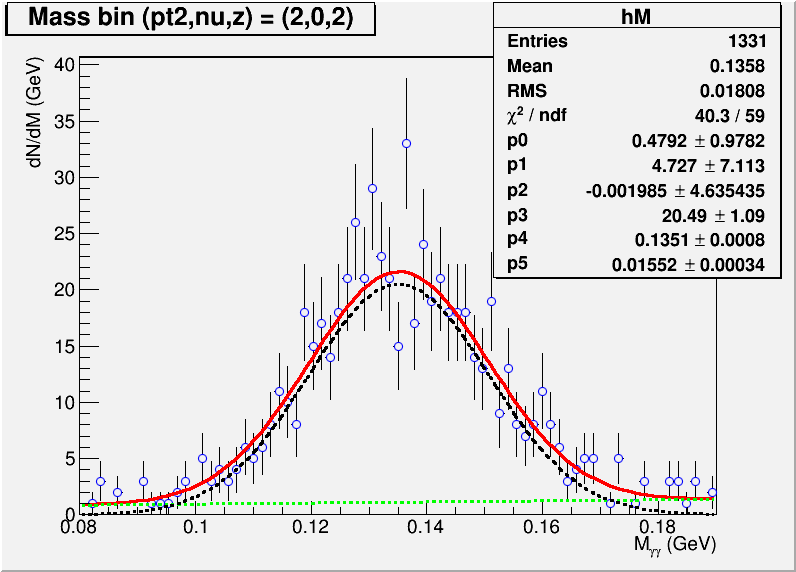 Mass bin (pt2,nu,z) = (2,0,2)
hM
Entries 1331
Mean 0.1358
RMS 0.01808
χ² / ndf 40.3 / 59
p0 0.4792 ± 0.9782
p1 4.727 ± 7.113
p2 -0.001985 ± 4.635435
p3 20.49 ± 1.09
p4 0.1351 ± 0.0008
p5 0.01552 ± 0.00034
dN/dM (GeV)
40
35
30
25
20
15
10
5
0
0.08 0.1 0.12 0.14 0.16 0.18
Mγγ (GeV)